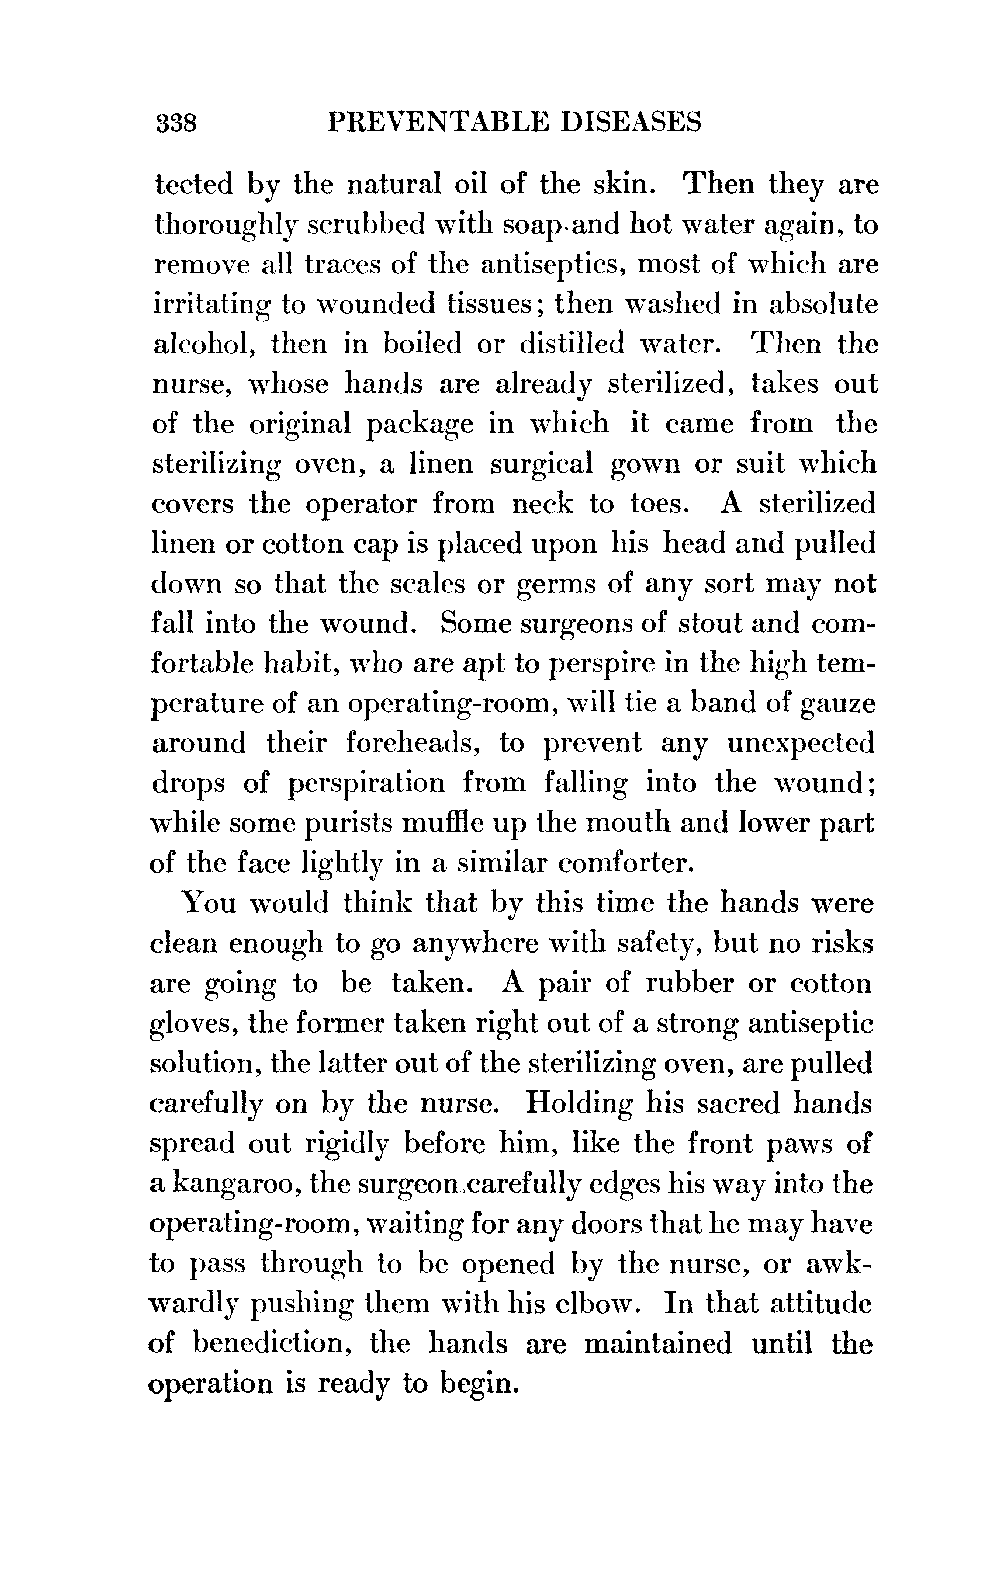 338 PREVENTABLE DISEASES
tected by the natural oil of the skin. Then they are
thoroughly scrubbed with soap and hot water again, to
remove all traces of the antiseptics, most of which are
irritating to wounded tissues; then washed in absolute
alcohol, then in boiled or distilled water. Then the
nurse, whose hands are already sterilized, takes out
of the original package in which it came from the
sterilizing oven, a linen surgical gown or suit which
covers the operator from neck to toes. A sterilized
linen or cotton cap is placed upon his head and pulled
down so that the scales or germs of any sort may not
fall into the wound. Some surgeons of stout and com-
fortable habit, who are apt to perspire in the high tem-
perature of an operating-room, will tie a band of gauze
around their foreheads, to prevent any unexpected
drops of perspiration from falling into the wound;
while some purists muffle up the mouth and lower part
of the face lightly in a similar comforter.
You would think that by this time the hands were
clean enough to go anywhere with safety, but no risks
are going to be taken. A pair of rubber or cotton
gloves, the former taken right out of a strong antiseptic
solution, the latter out of the sterilizing oven, are pulled
carefully on by the nurse. Holding his sacred hands
spread out rigidly before him, like the front paws of
a kangaroo, the surgeon carefully edges his way into the
operating-room, waiting for any doors that he may have
to pass through to be opened by the nurse, or awk-
wardly pushing them with his elbow. In that attitude
of benediction, the hands are maintained until the
operation is ready to begin.